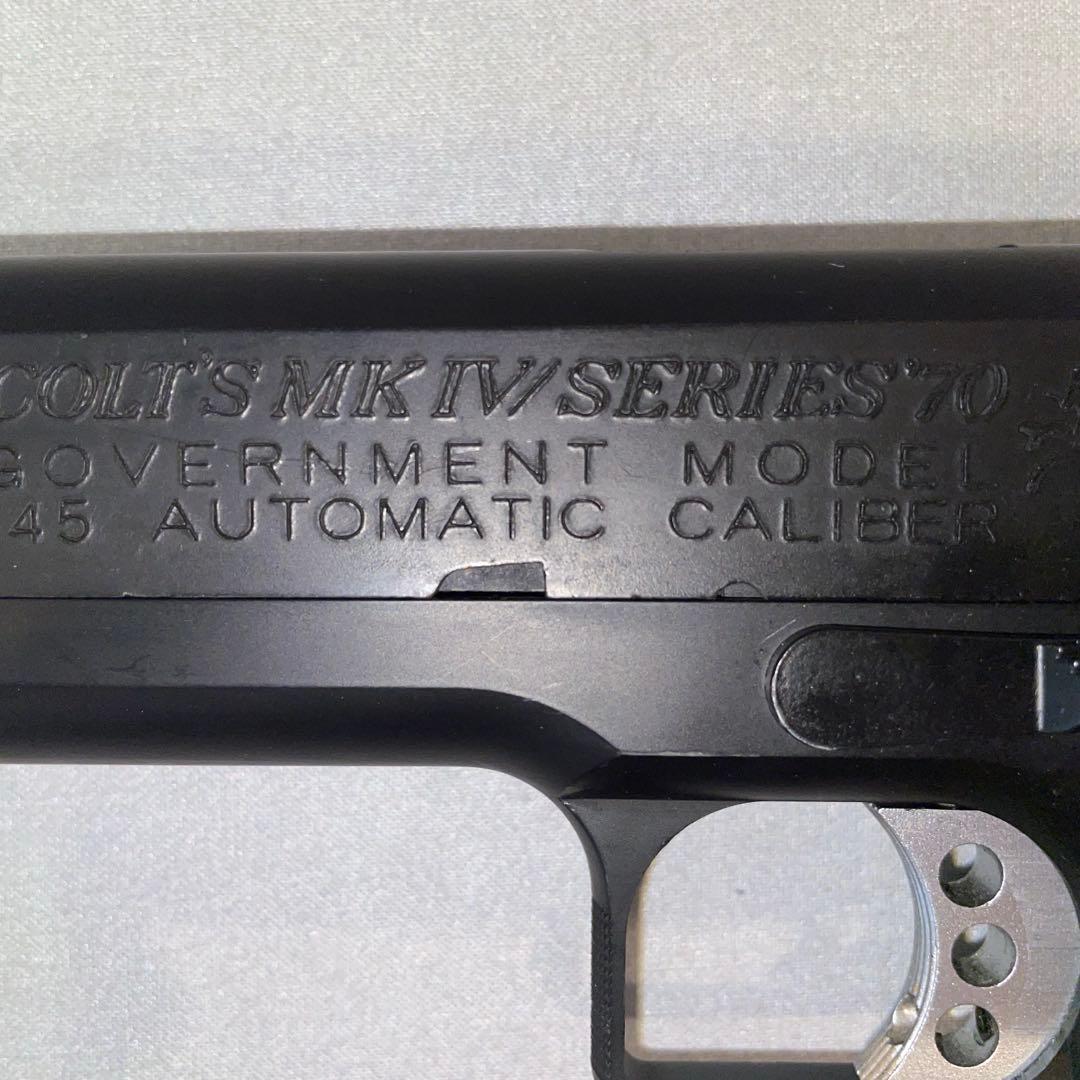 COLT'S MK IV/SERIES'70
GOVERNMENT MODEL
45 AUTOMATIC CALIBER